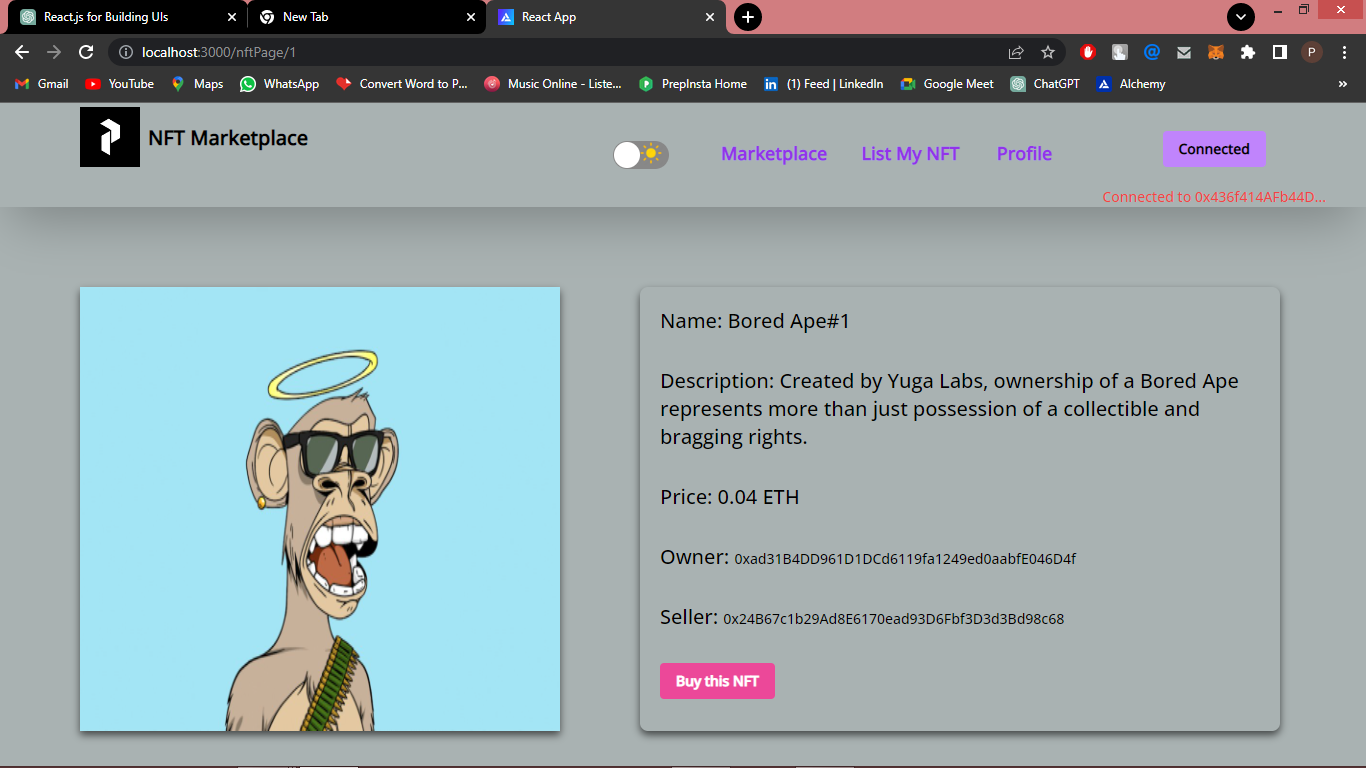 React.js for Building UIs
New Tab
React App
localhost:3000/nftPage/1
P
Gmail
YouTube
Maps
WhatsApp
Convert Word to P...
Music Online - Liste...
PrepInsta Home
(1) Feed | LinkedIn
Google Meet
ChatGPT
Alchemy
»
NFT Marketplace
Marketplace
List My NFT
Profile
Connected
Connected to 0x436f414AFb44D...
Name: Bored Ape#1
Description: Created by Yuga Labs, ownership of a Bored Ape
represents more than just possession of a collectible and
bragging rights.
Price: 0.04 ETH
Owner: 0xad31B4DD961D1DCd6119fa1249ed0aabfE046D4f
Seller: 0x24B67c1b29Ad8E6170ead93D6Fbf3D3d3Bd98c68
Buy this NFT